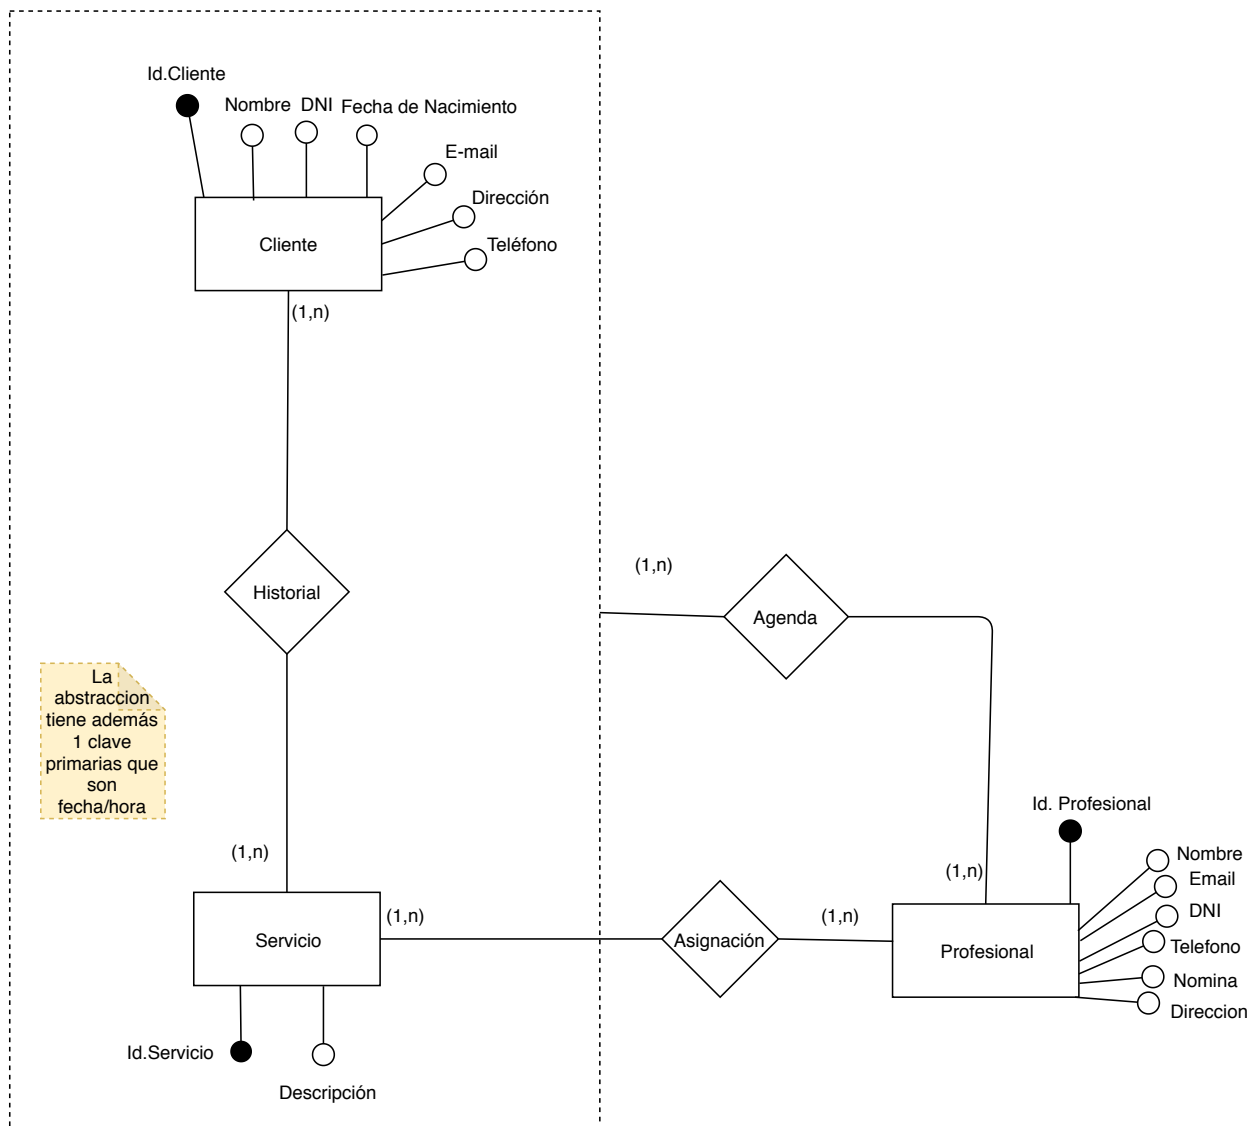 Id.Cliente
Nombre
DNI
Fecha de Nacimiento
E-mail
Dirección
Teléfono
Cliente
(1,n)
Historial
(1,n)
Agenda
La
abstraccion
tiene además
1 clave
primarias que
son
fecha/hora
(1,n)
Servicio
(1,n)
Asignación
(1,n)
(1,n)
Id. Profesional
Nombre
Email
DNI
Telefono
Nomina
Direccion
Profesional
Id.Servicio
Descripción